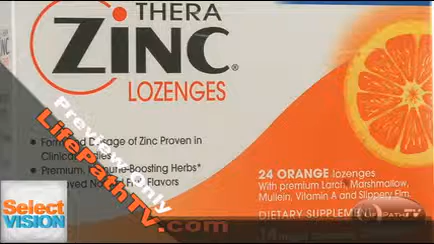 THERA
ZINC®
LOZENGES
• Dosage of Zinc Proven in
Clinical
• Premium, Boosting Herbs*
Flavors
24 ORANGE lozenges
With premium Larch, Marshmallow,
Mullein, Vitamin A and Slippery Elm.
DIETARY SUPPLEMENT
Preview Only
LifePathTV.com
Select
VISION